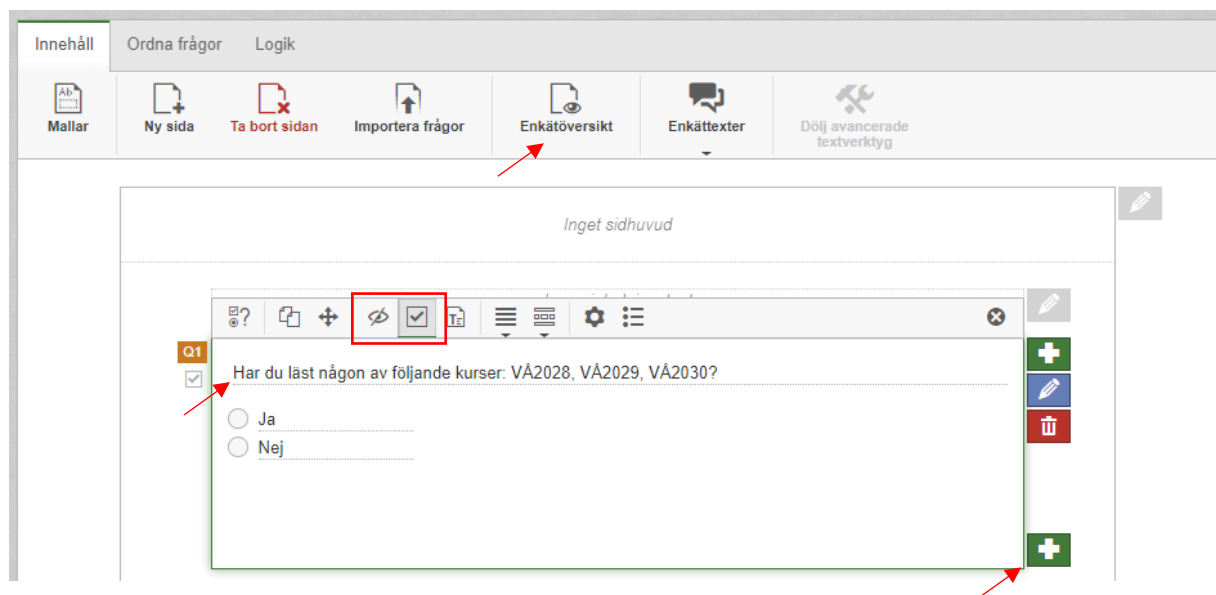 Innehåll Ordna frågor Logik
Mallar Ny sida Ta bort sidan Importera frågor Enkätöversikt Enkättexter Dölj avancerade
textverktyg
Inget sidhuvud
Q1
Har du läst någon av följande kurser: VÅ2028, VÅ2029, VÅ2030?
Ja
Nej